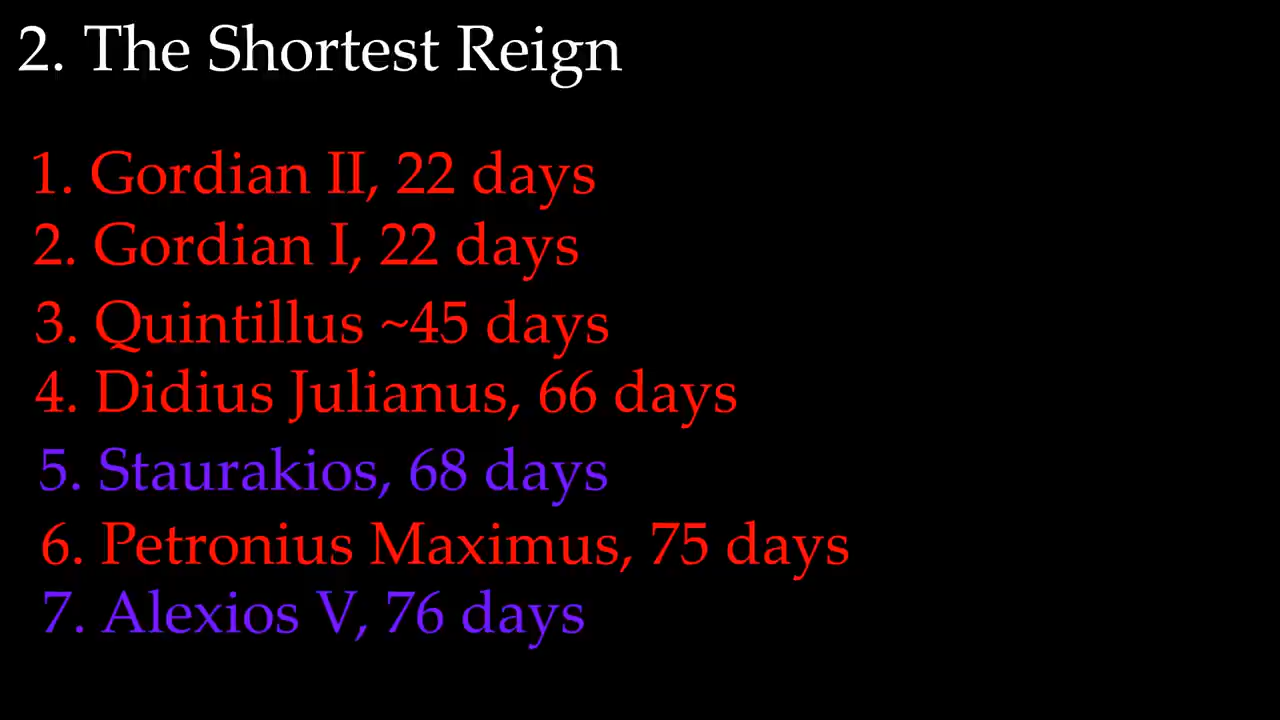 2. The Shortest Reign
1. Gordian II, 22 days
2. Gordian I, 22 days
3. Quintillus ~45 days
4. Didius Julianus, 66 days
5. Staurakios, 68 days
6. Petronius Maximus, 75 days
7. Alexios V, 76 days